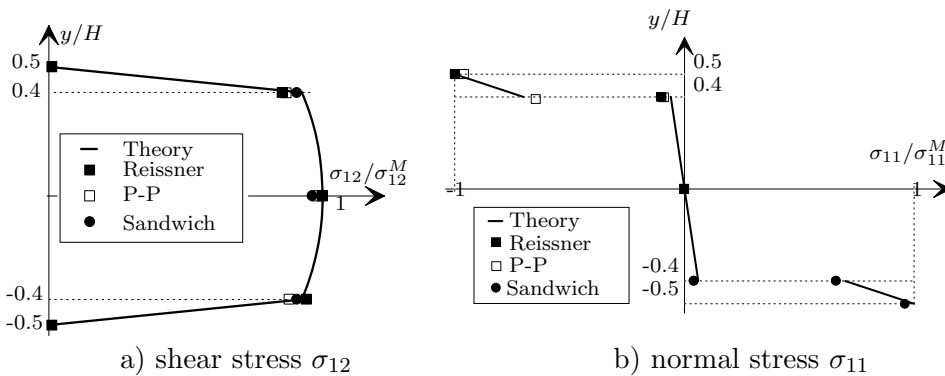 y/H
0.5
0.4
Theory
Reissner
P-P
Sandwich
σ₁₂/σ₁₂ᴹ
1
-0.4
-0.5
a) shear stress σ₁₂
y/H
0.5
0.4
σ₁₁/σ₁₁ᴹ
-1
1
Theory
Reissner
P-P
Sandwich
-0.4
-0.5
b) normal stress σ₁₁